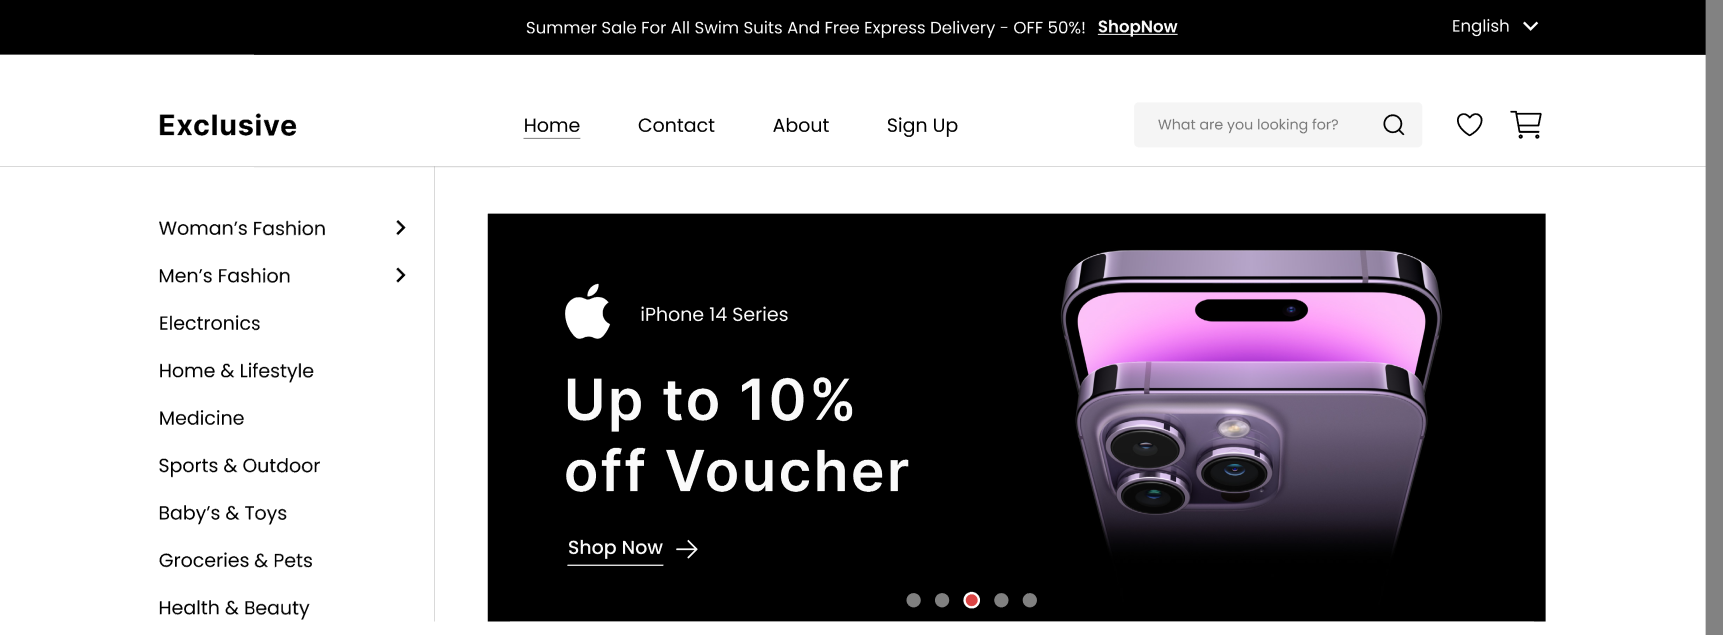 Summer Sale For All Swim Suits And Free Express Delivery - OFF 50%! ShopNow
English
Exclusive
Home
Contact
About
Sign Up
What are you looking for?
Woman's Fashion
Men's Fashion
Electronics
Home & Lifestyle
Medicine
Sports & Outdoor
Baby's & Toys
Groceries & Pets
Health & Beauty
iPhone 14 Series
Up to 10%
off Voucher
Shop Now